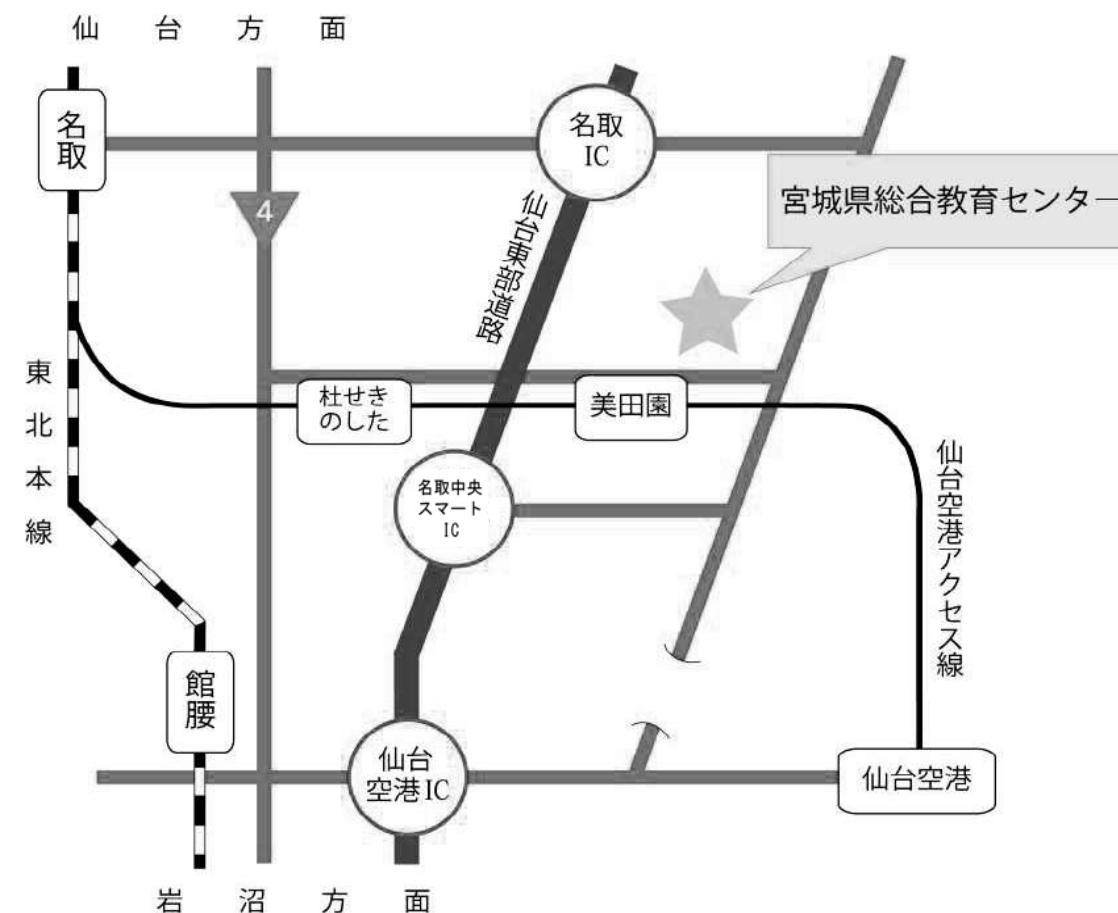 仙台方面
名取
名取
IC
4
宮城県総合教育センター
仙台東部道路
東北本線
杜せき
のした
美田園
名取中央
スマート
IC
仙台空港アクセス線
館腰
仙台
空港IC
仙台空港
岩沼方面